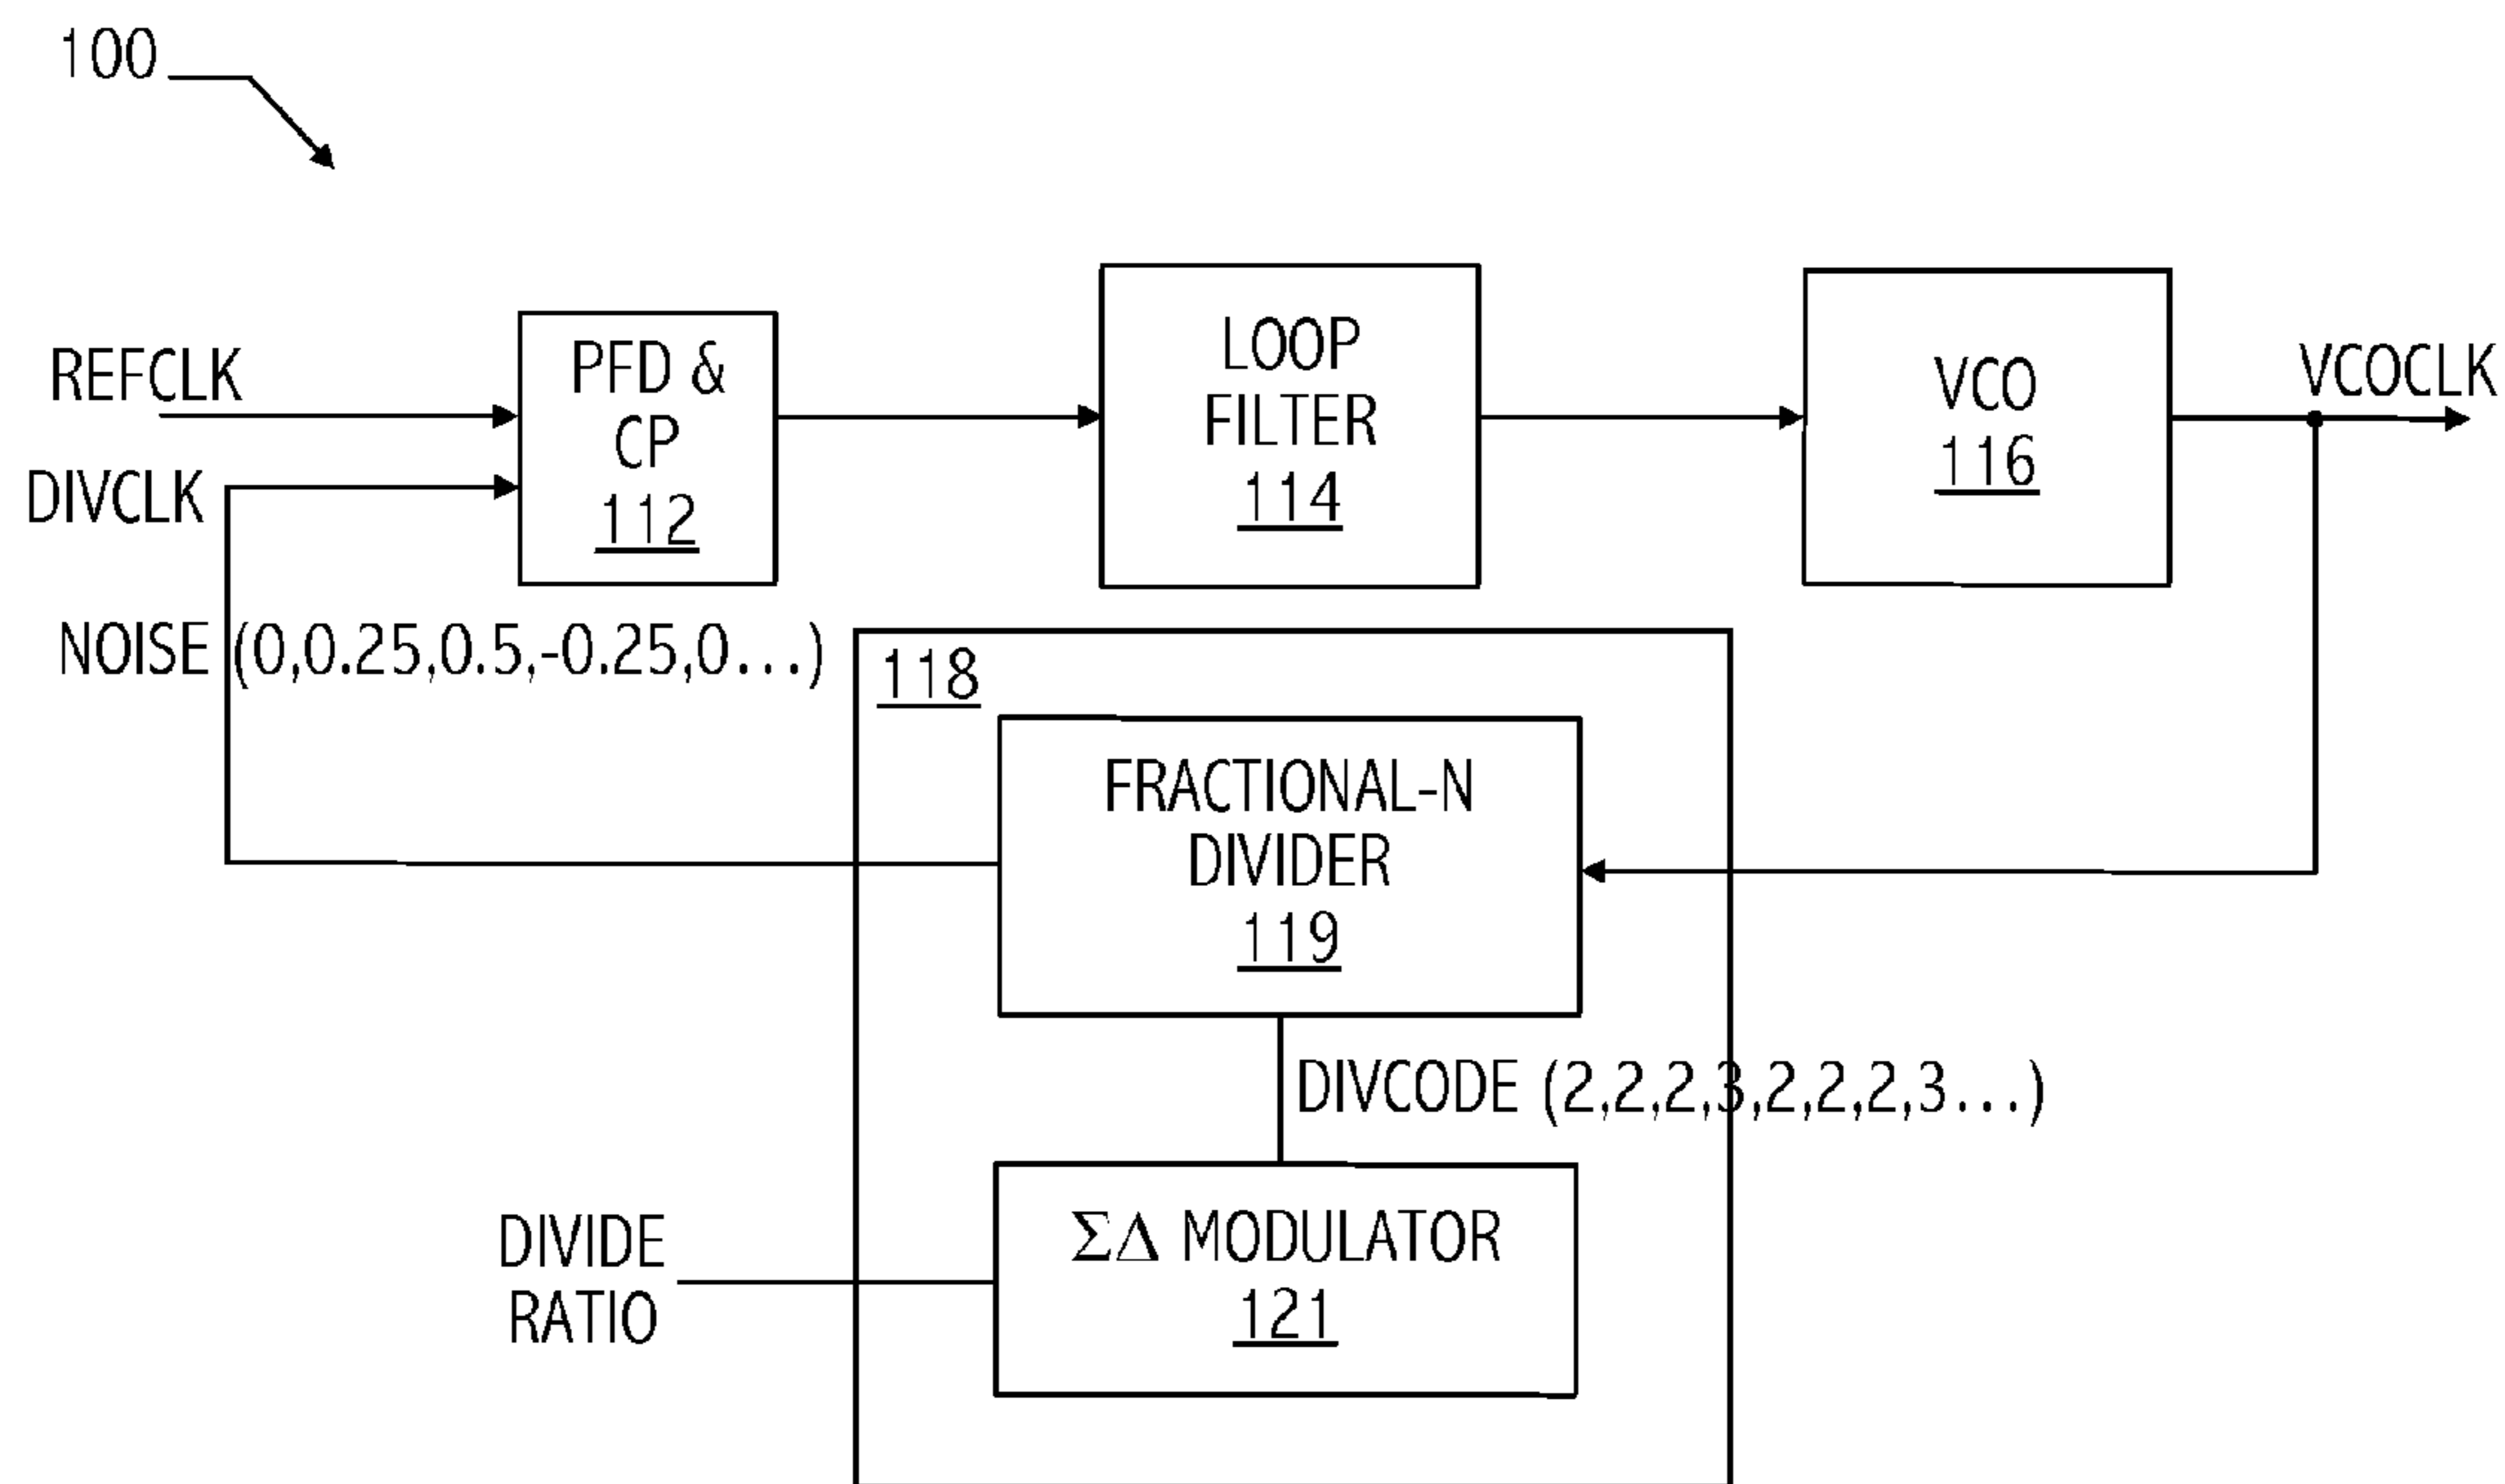 100
REFCLK
DIVCLK
PFD &
CP
112
LOOP
FILTER
114
VCO
116
VCOCLK
NOISE (0,0.25,0.5,-0.25,0...)
118
FRACTIONAL-N
DIVIDER
119
DIVCODE (2,2,2,3,2,2,2,3...)
DIVIDE
RATIO
ΣΔ MODULATOR
121